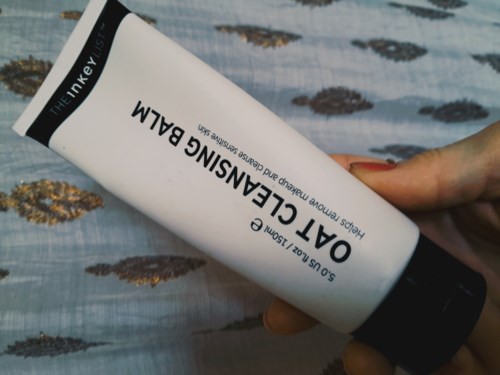 THE INKEY LIST™
Helps remove makeup and cleanse sensitive skin
OAT CLEANSING BALM
5.0 US fl.oz / 150ml e